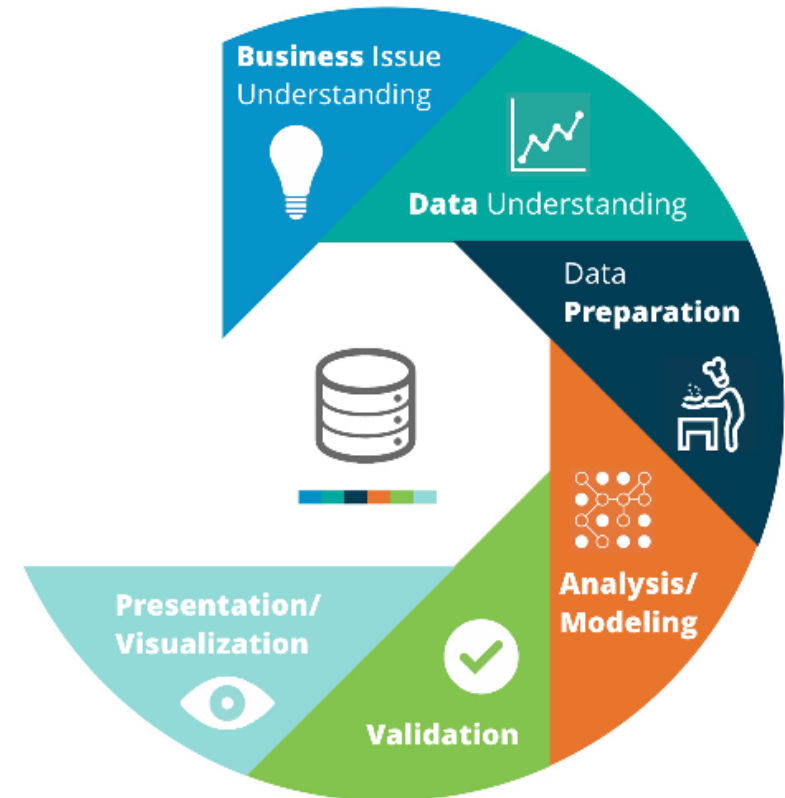 Business Issue
Understanding
Data Understanding
Data
Preparation
Analysis/
Modeling
Validation
Presentation/
Visualization